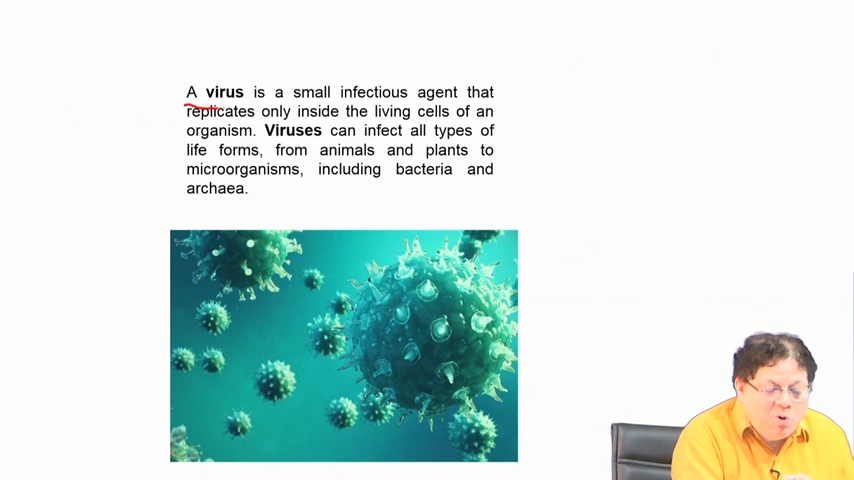 A virus is a small infectious agent that
replicates only inside the living cells of an
organism. Viruses can infect all types of
life forms, from animals and plants to
microorganisms, including bacteria and
archaea.